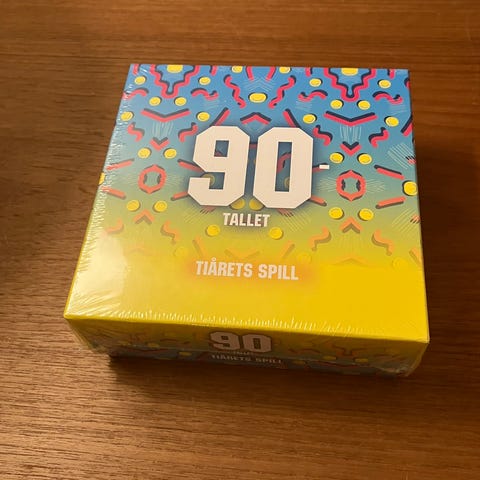 90-
TALLET
TIÅRETS SPILL
90
TIÅRETS SPILL